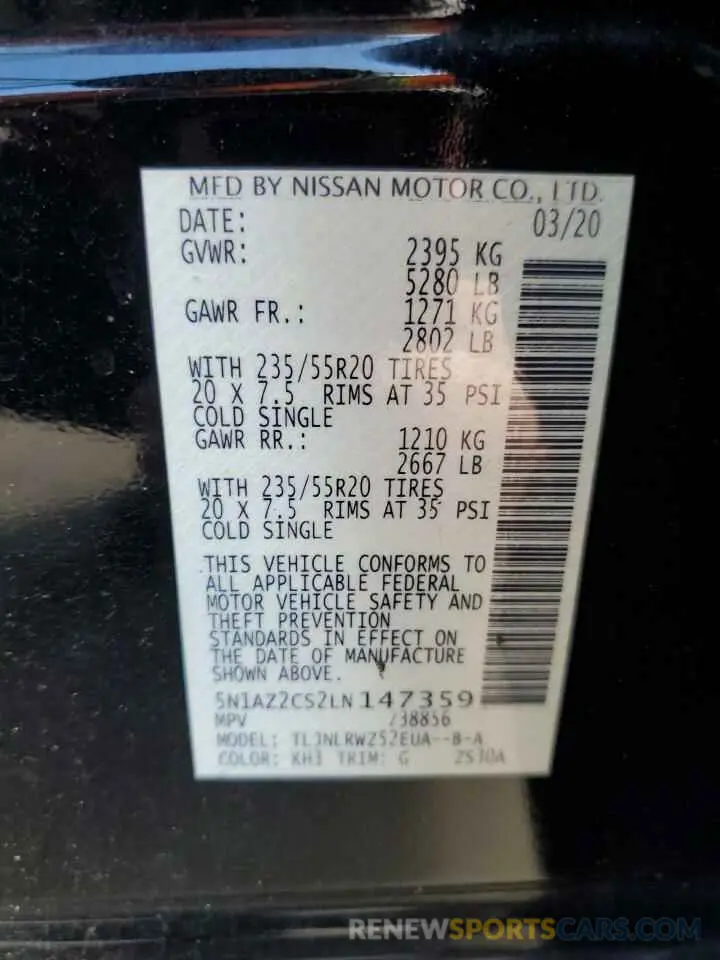 MFD BY NISSAN MOTOR CO., LTD.
DATE: 03/20
GVWR: 2395 KG
5280 LB
GAWR FR.: 1271 KG
2802 LB
WITH 235/55R20 TIRES
20 X 7.5 RIMS AT 35 PSI
COLD SINGLE
GAWR RR.: 1210 KG
2667 LB
WITH 235/55R20 TIRES
20 X 7.5 RIMS AT 35 PSI
COLD SINGLE
THIS VEHICLE CONFORMS TO
ALL APPLICABLE FEDERAL
MOTOR VEHICLE SAFETY AND
THEFT PREVENTION
STANDARDS IN EFFECT ON
THE DATE OF MANUFACTURE
SHOWN ABOVE.
5N1AZ2CS2LN147359
MPV
MODEL:
COLOR: KH3 TRIM: G
RENEWSPORTSCARS.COM